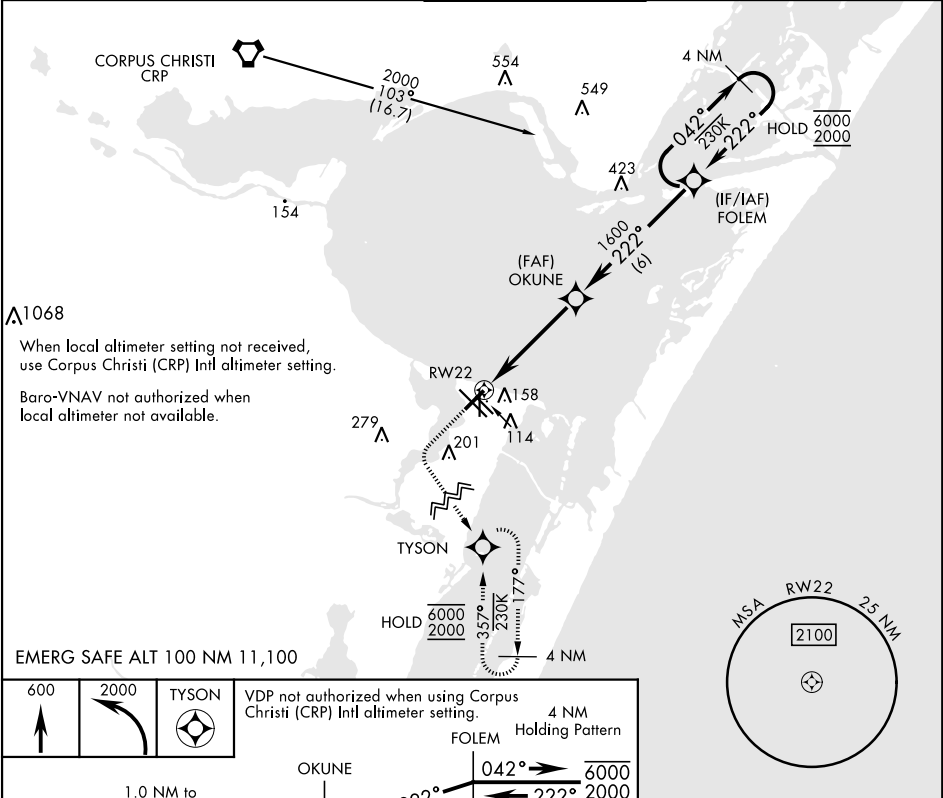 CORPUS CHRISTI
CRP
2000
103°
(16.7)
554
549
423
154
4 NM
042°
230K
222°
HOLD 6000
2000
(IF/IAF)
FOLEM
1600
222°
(6)
(FAF)
OKUNE
1068
When local altimeter setting not received,
use Corpus Christi (CRP) Intl altimeter setting.
Baro-VNAV not authorized when
local altimeter not available.
RW22
158
114
279
201
TYSON
HOLD 6000
2000
357°
230K
177°
4 NM
MSA RW22 25 NM
2100
EMERG SAFE ALT 100 NM 11,100
600
2000
TYSON
VDP not authorized when using Corpus
Christi (CRP) Intl altimeter setting.
4 NM
Holding Pattern
FOLEM
OKUNE
042°
6000
222° 2000
1.0 NM to